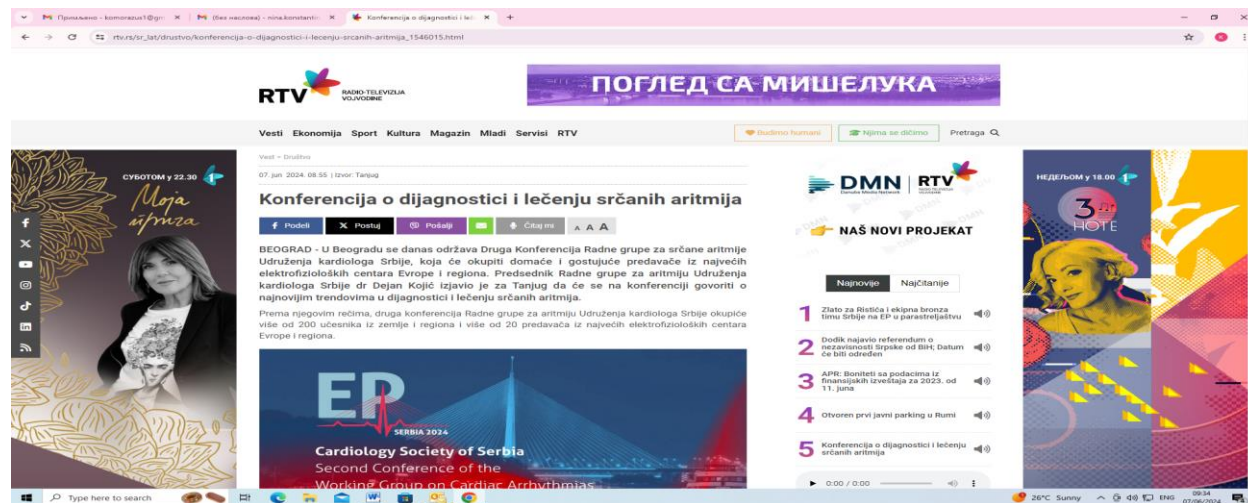 Примљено - komorazus1@gm
(без наслова) - nina.konstantin
Konferencija o dijagnostici i leč
rtv.rs/sr_lat/drustvo/konferencija-o-dijagnostici-i-lecenju-srcanih-aritmija_1546015.html
RTV
RADIO-TELEVIZIJA
VOJVODINE
ПОГЛЕД СА МИШЕЛУКА
Vesti Ekonomija Sport Kultura Magazin Mladi Servisi RTV
Budimo humani
Njima se dičimo
Pretraga
Vest - Društvo
07. jun 2024. 08:55 | Izvor: Tanjug
Konferencija o dijagnostici i lečenju srčanih aritmija
Podeli
Postuj
Pošalji
Čitaj mi
A A A
BEOGRAD - U Beogradu se danas održava Druga Konferencija Radne grupe za srčane aritmije
Udruženja kardiologa Srbije, koja će okupiti domaće i gostujuće predavače iz najvećih
elektrofizioloških centara Evrope i regiona. Predsednik Radne grupe za aritmiju Udruženja
kardiologa Srbije dr Dejan Kojić izjavio je za Tanjug da će se na konferenciji govoriti o
najnovijim trendovima u dijagnostici i lečenju srčanih aritmija.
Prema njegovim rečima, druga konferencija Radne grupe za aritmiju Udruženja kardiologa Srbije okupiće
više od 200 učesnika iz zemlje i regiona i više od 20 predavača iz najvećih elektrofizioloških centara
Evrope i regiona.
EP
SERBIA 2024
Cardiology Society of Serbia
Second Conference of the
Working Group on Cardiac Arrhythmias
СУБОТОМ у 22.30
Моја
DMN
Danube Media Network
RTV
NAŠ NOVI PROJEKAT
Najnovije
Najčitanije
1 Zlato za Ristića i ekipna bronza
timu Srbije na EP u parastreljaštvu
2 Dodik najavio referendum o
nezavisnosti Srpske od BiH; Datum
će biti određen
3 APR: Boniteti sa podacima iz
finansijskih izveštaja za 2023. od
11. juna
4 Otvoren prvi javni parking u Rumi
5 Konferencija o dijagnostici i lečenju
srčanih aritmija
0:00 / 0:00
НЕДЕЉОМ у 18.00
3
НОТЕ
Type here to search
26°C Sunny
ENG
09:34
07/06/2024